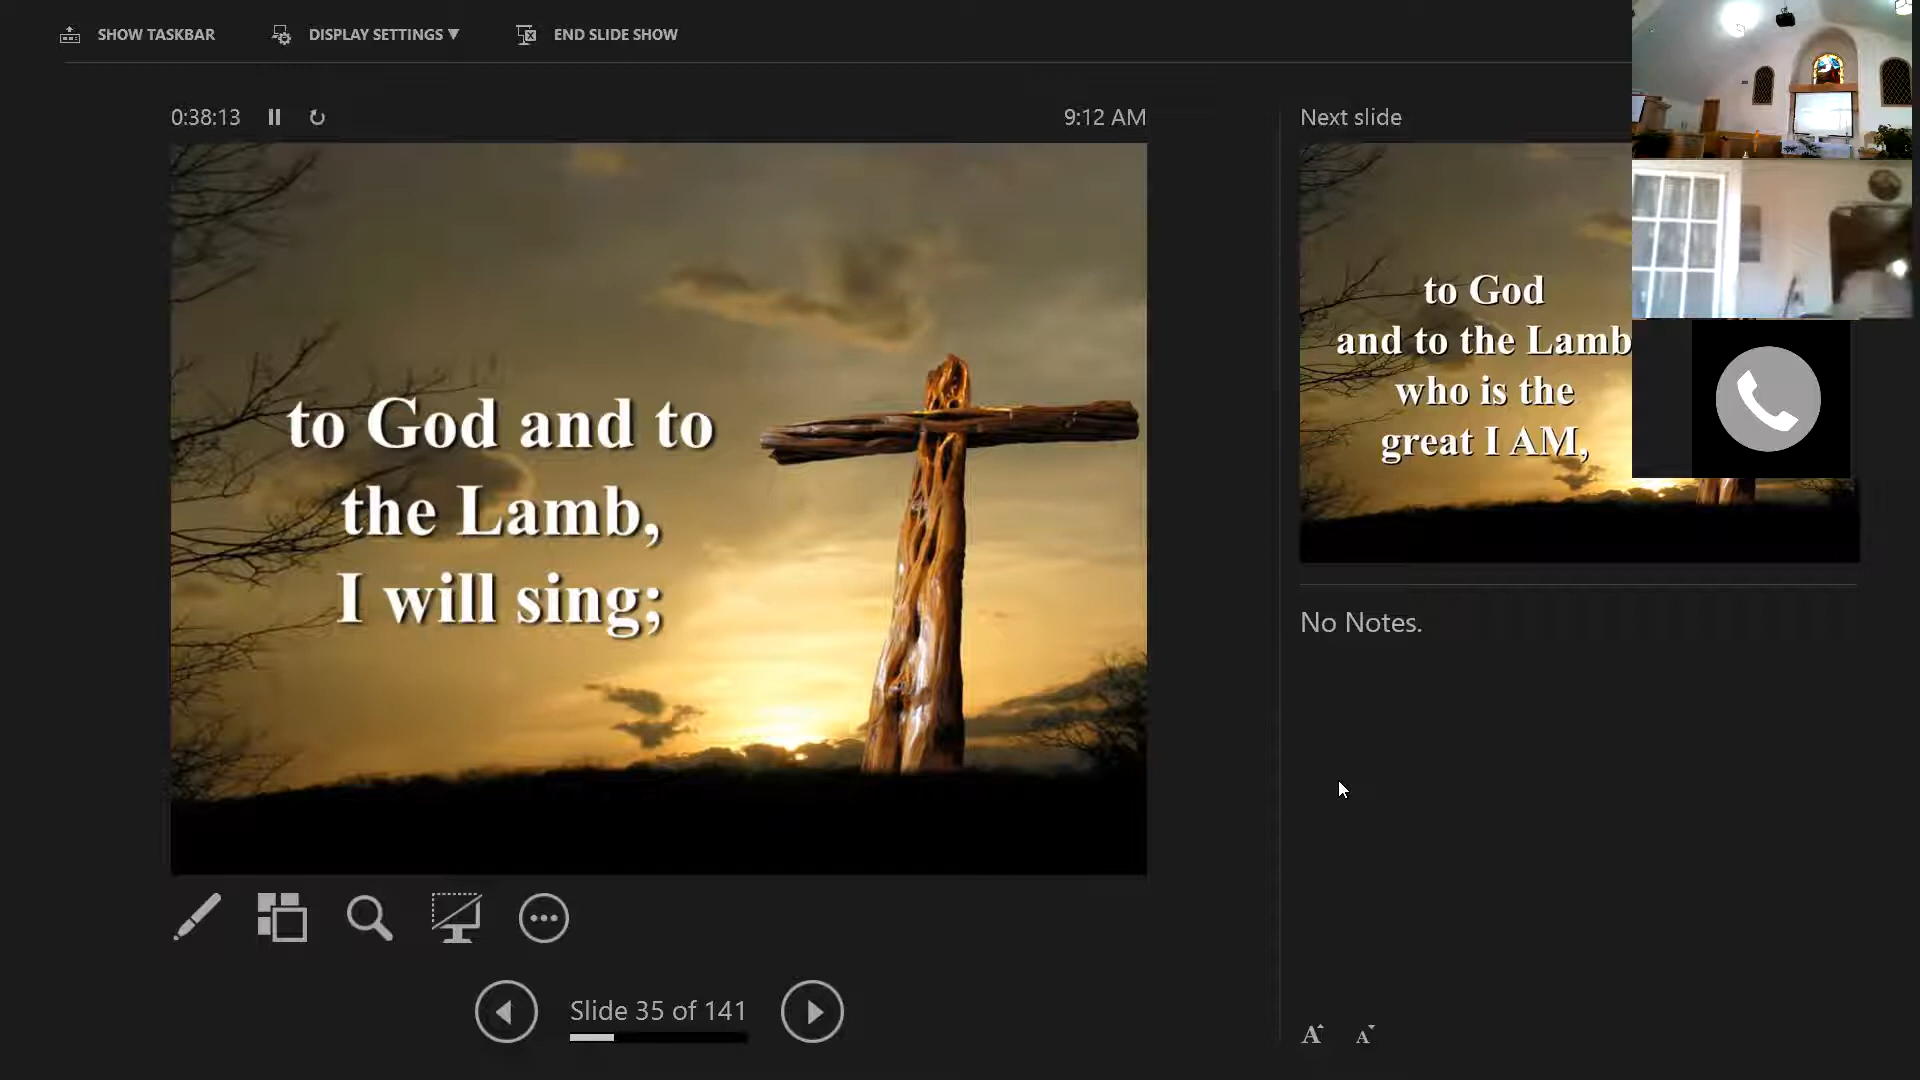 SHOW TASKBAR
DISPLAY SETTINGS ▼
END SLIDE SHOW
0:38:13
9:12 AM
Next slide
to God and to
the Lamb,
I will sing;
to God
and to the Lamb
who is the
great I AM,
No Notes.
Slide 35 of 141
A A